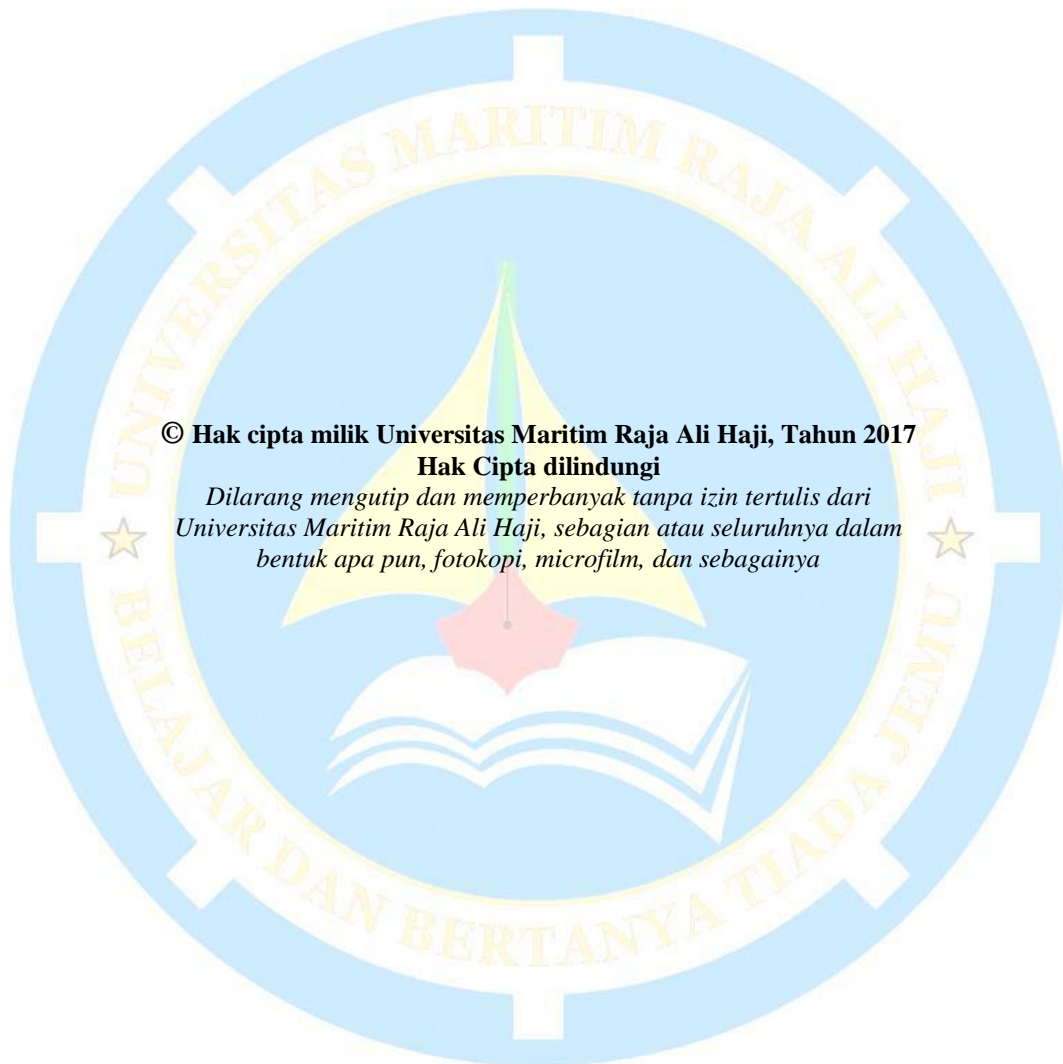 UNIVERSITAS MARITIM RAJA ALI HAJI
© Hak cipta milik Universitas Maritim Raja Ali Haji, Tahun 2017
Hak Cipta dilindungi
Dilarang mengutip dan memperbanyak tanpa izin tertulis dari
Universitas Maritim Raja Ali Haji, sebagian atau seluruhnya dalam
bentuk apa pun, fotokopi, microfilm, dan sebagainya
BELAJAR DAN BERTANYA TIADA JEMU